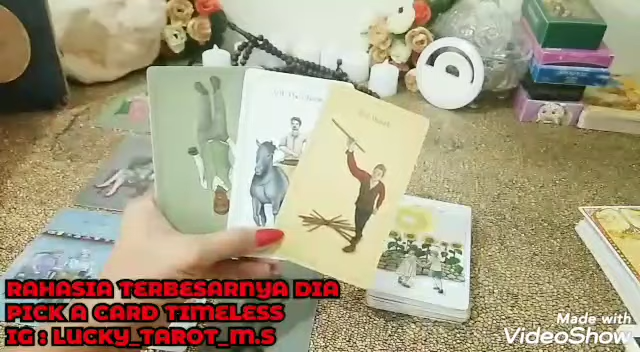 RAHASIA TERBESARNYA DIA
PICK A CARD TIMELESS
IG : LUCKY_TAROT_M.S
Made with
VideoShow